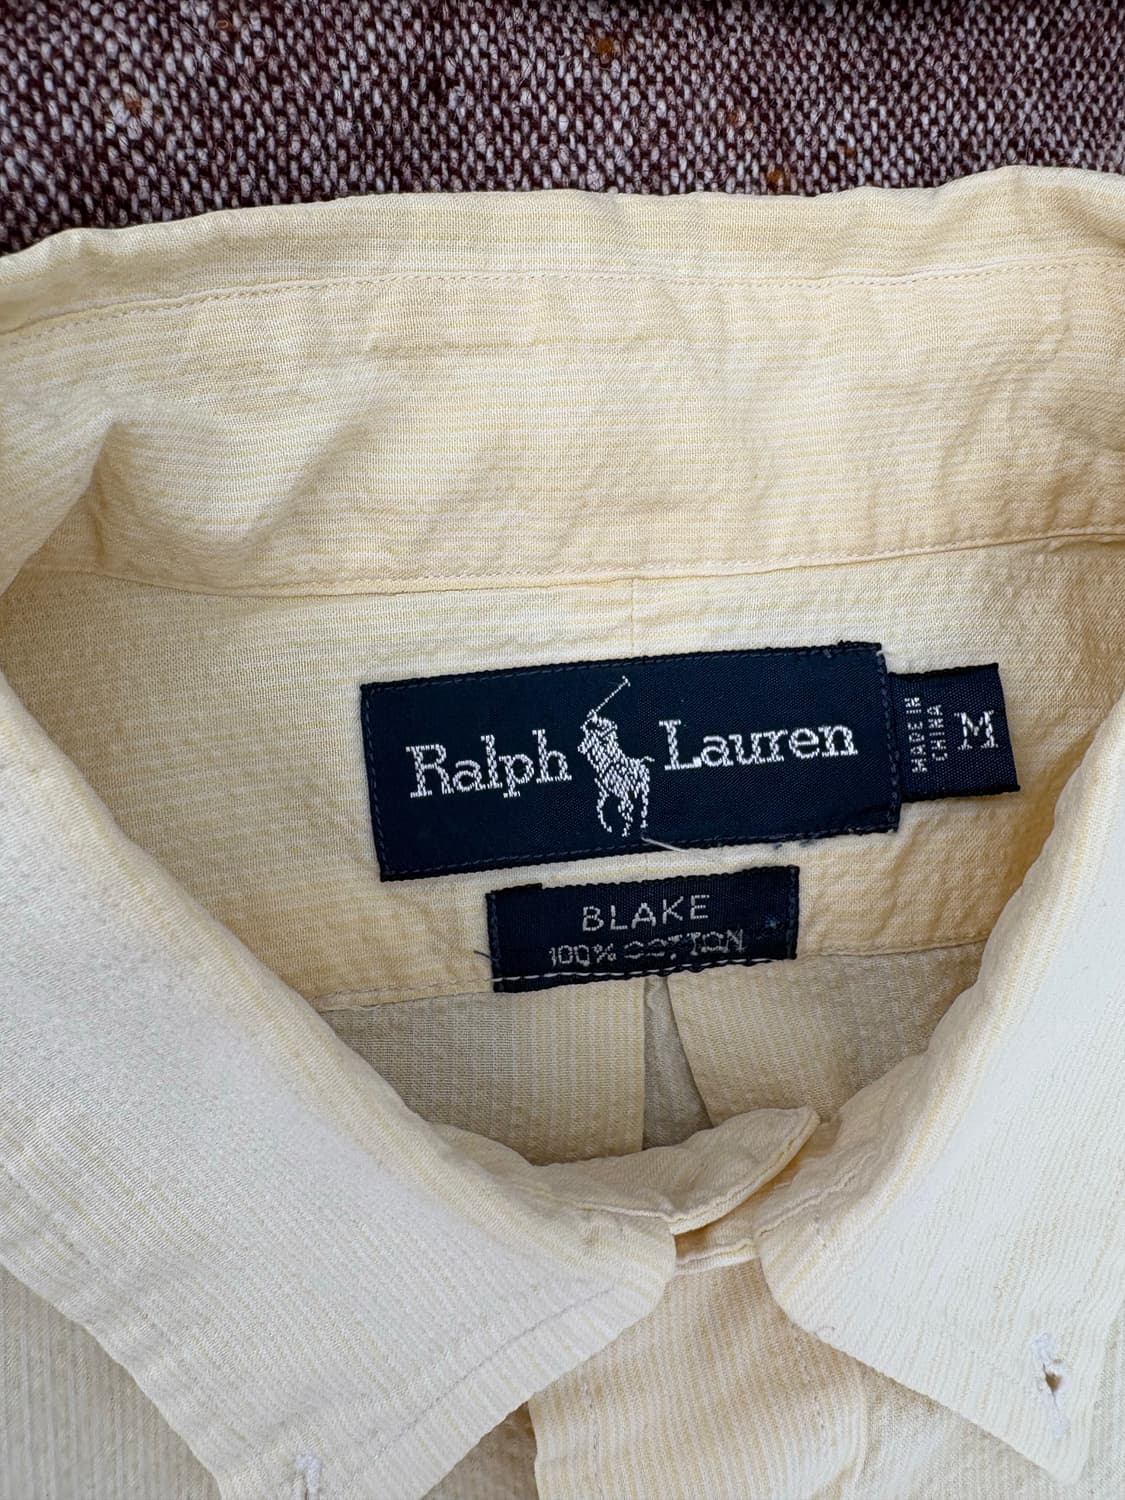 Ralph Lauren
MADE IN
CHINA
M
BLAKE
100% COTTON